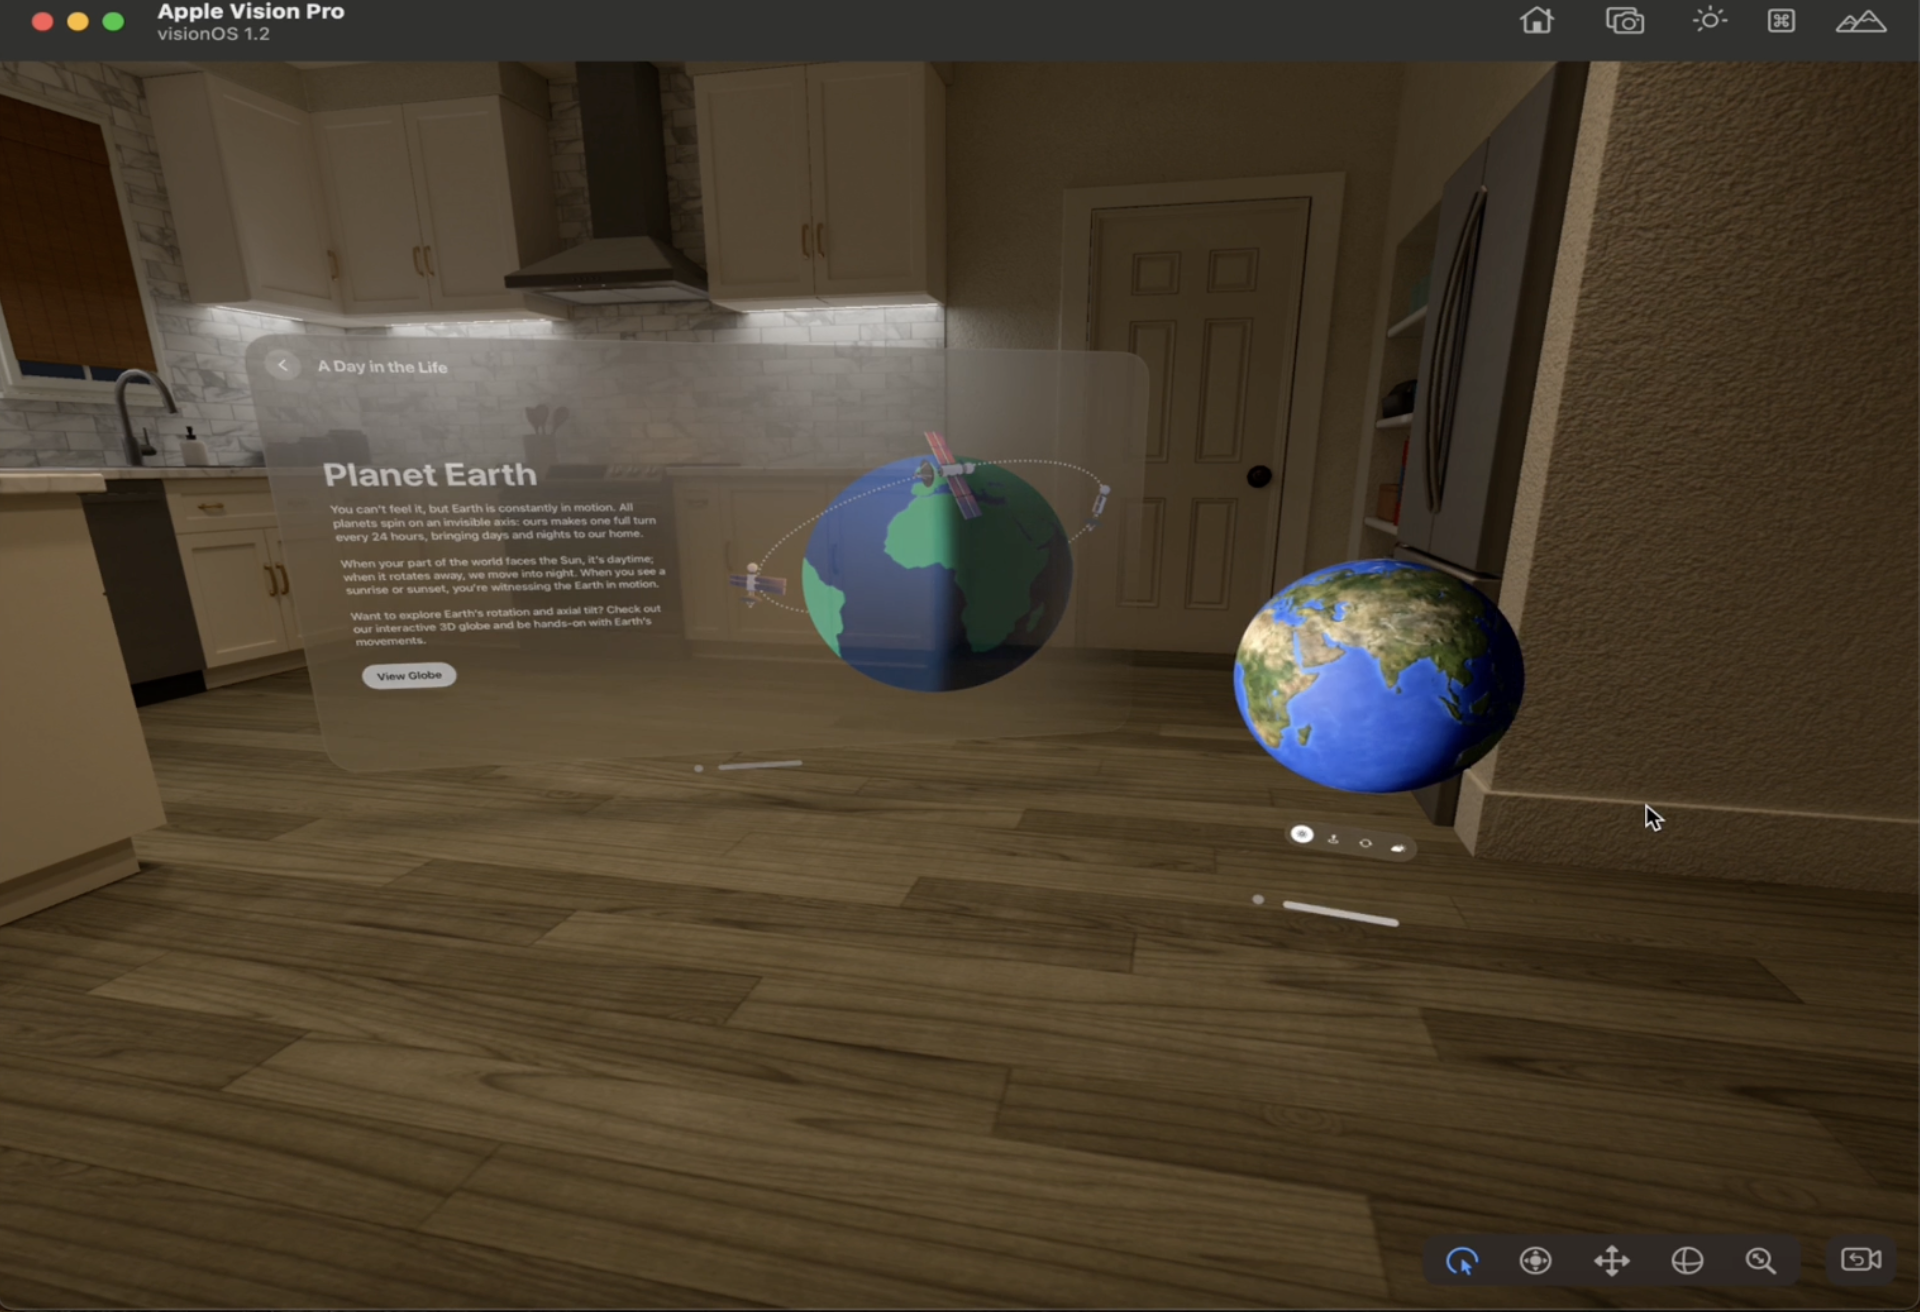 Apple Vision Pro
visionOS 1.2
A Day in the Life
Planet Earth
You can't feel it, but Earth is constantly in motion. All
planets spin on an invisible axis: ours makes one full turn
every 24 hours, bringing days and nights to our home.
When your part of the world faces the Sun, it's daytime;
when it rotates away, we move into night. When you see a
sunrise or sunset, you're witnessing the Earth in motion.
Want to explore Earth's rotation and axial tilt? Check out
our interactive 3D globe and be hands-on with Earth's
movements.
View Globe